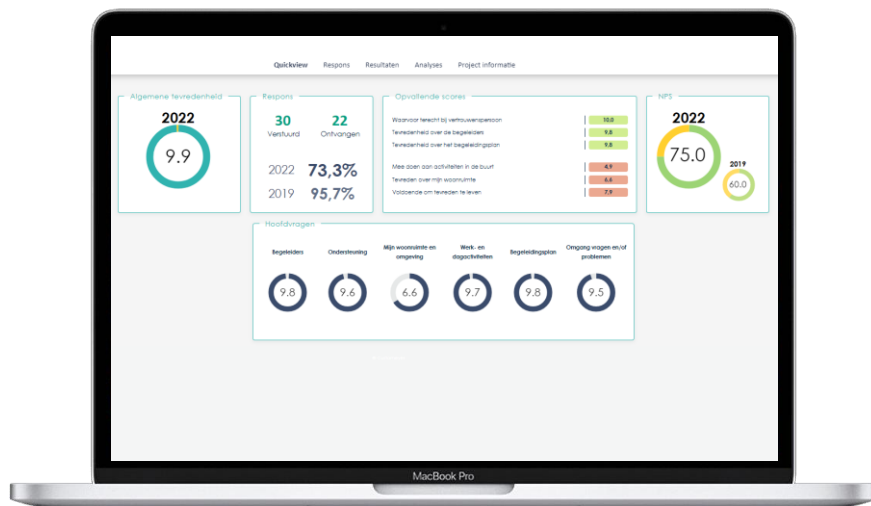 Quickview Respons Resultaten Analyses Project informatie
Algemene tevredenheid
2022
9.9
Respons
30 22
Verstuurd Ontvangen
2022 73,3%
2019 95,7%
Opvallende scores
Waarvoor terecht bij vertrouwenspersoon 10,0
Tevredenheid over de begeleiders 9,8
Tevredenheid over het begeleidingsplan 9,8
Mee doen aan activiteiten in de buurt 4,9
Tevreden over mijn woonruimte 6,6
Voldoende om tevreden te leven 7,9
NPS
2022
75.0
2019
60.0
Hoofdvragen
Begeleiders
9.8
Ondersteuning
9.6
Mijn woonruimte en
omgeving
6.6
Werk- en
dagactiviteiten
9.7
Begeleidingsplan
9.8
Omgang vragen en/of
problemen
9.5
MacBook Pro